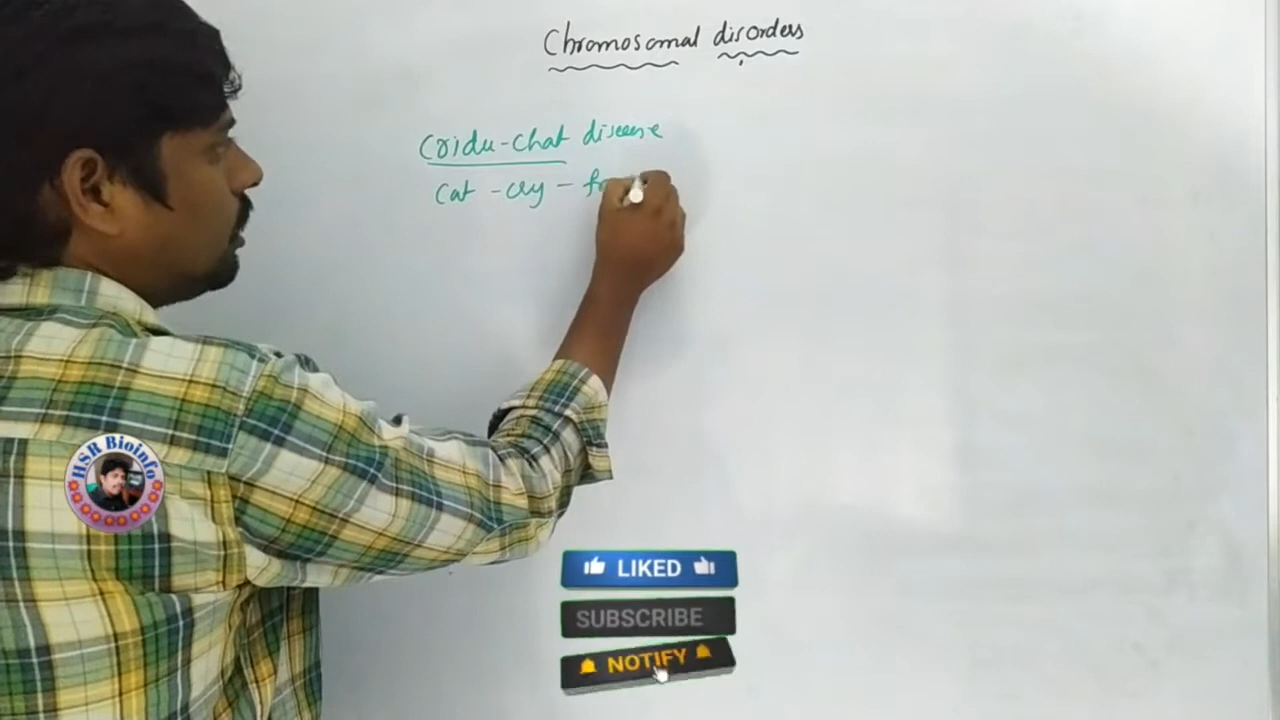 Chromosomal disorders
Cridu-chat disease
Cat - cry -
HSR Bioinfo
LIKED
SUBSCRIBE
NOTIFY